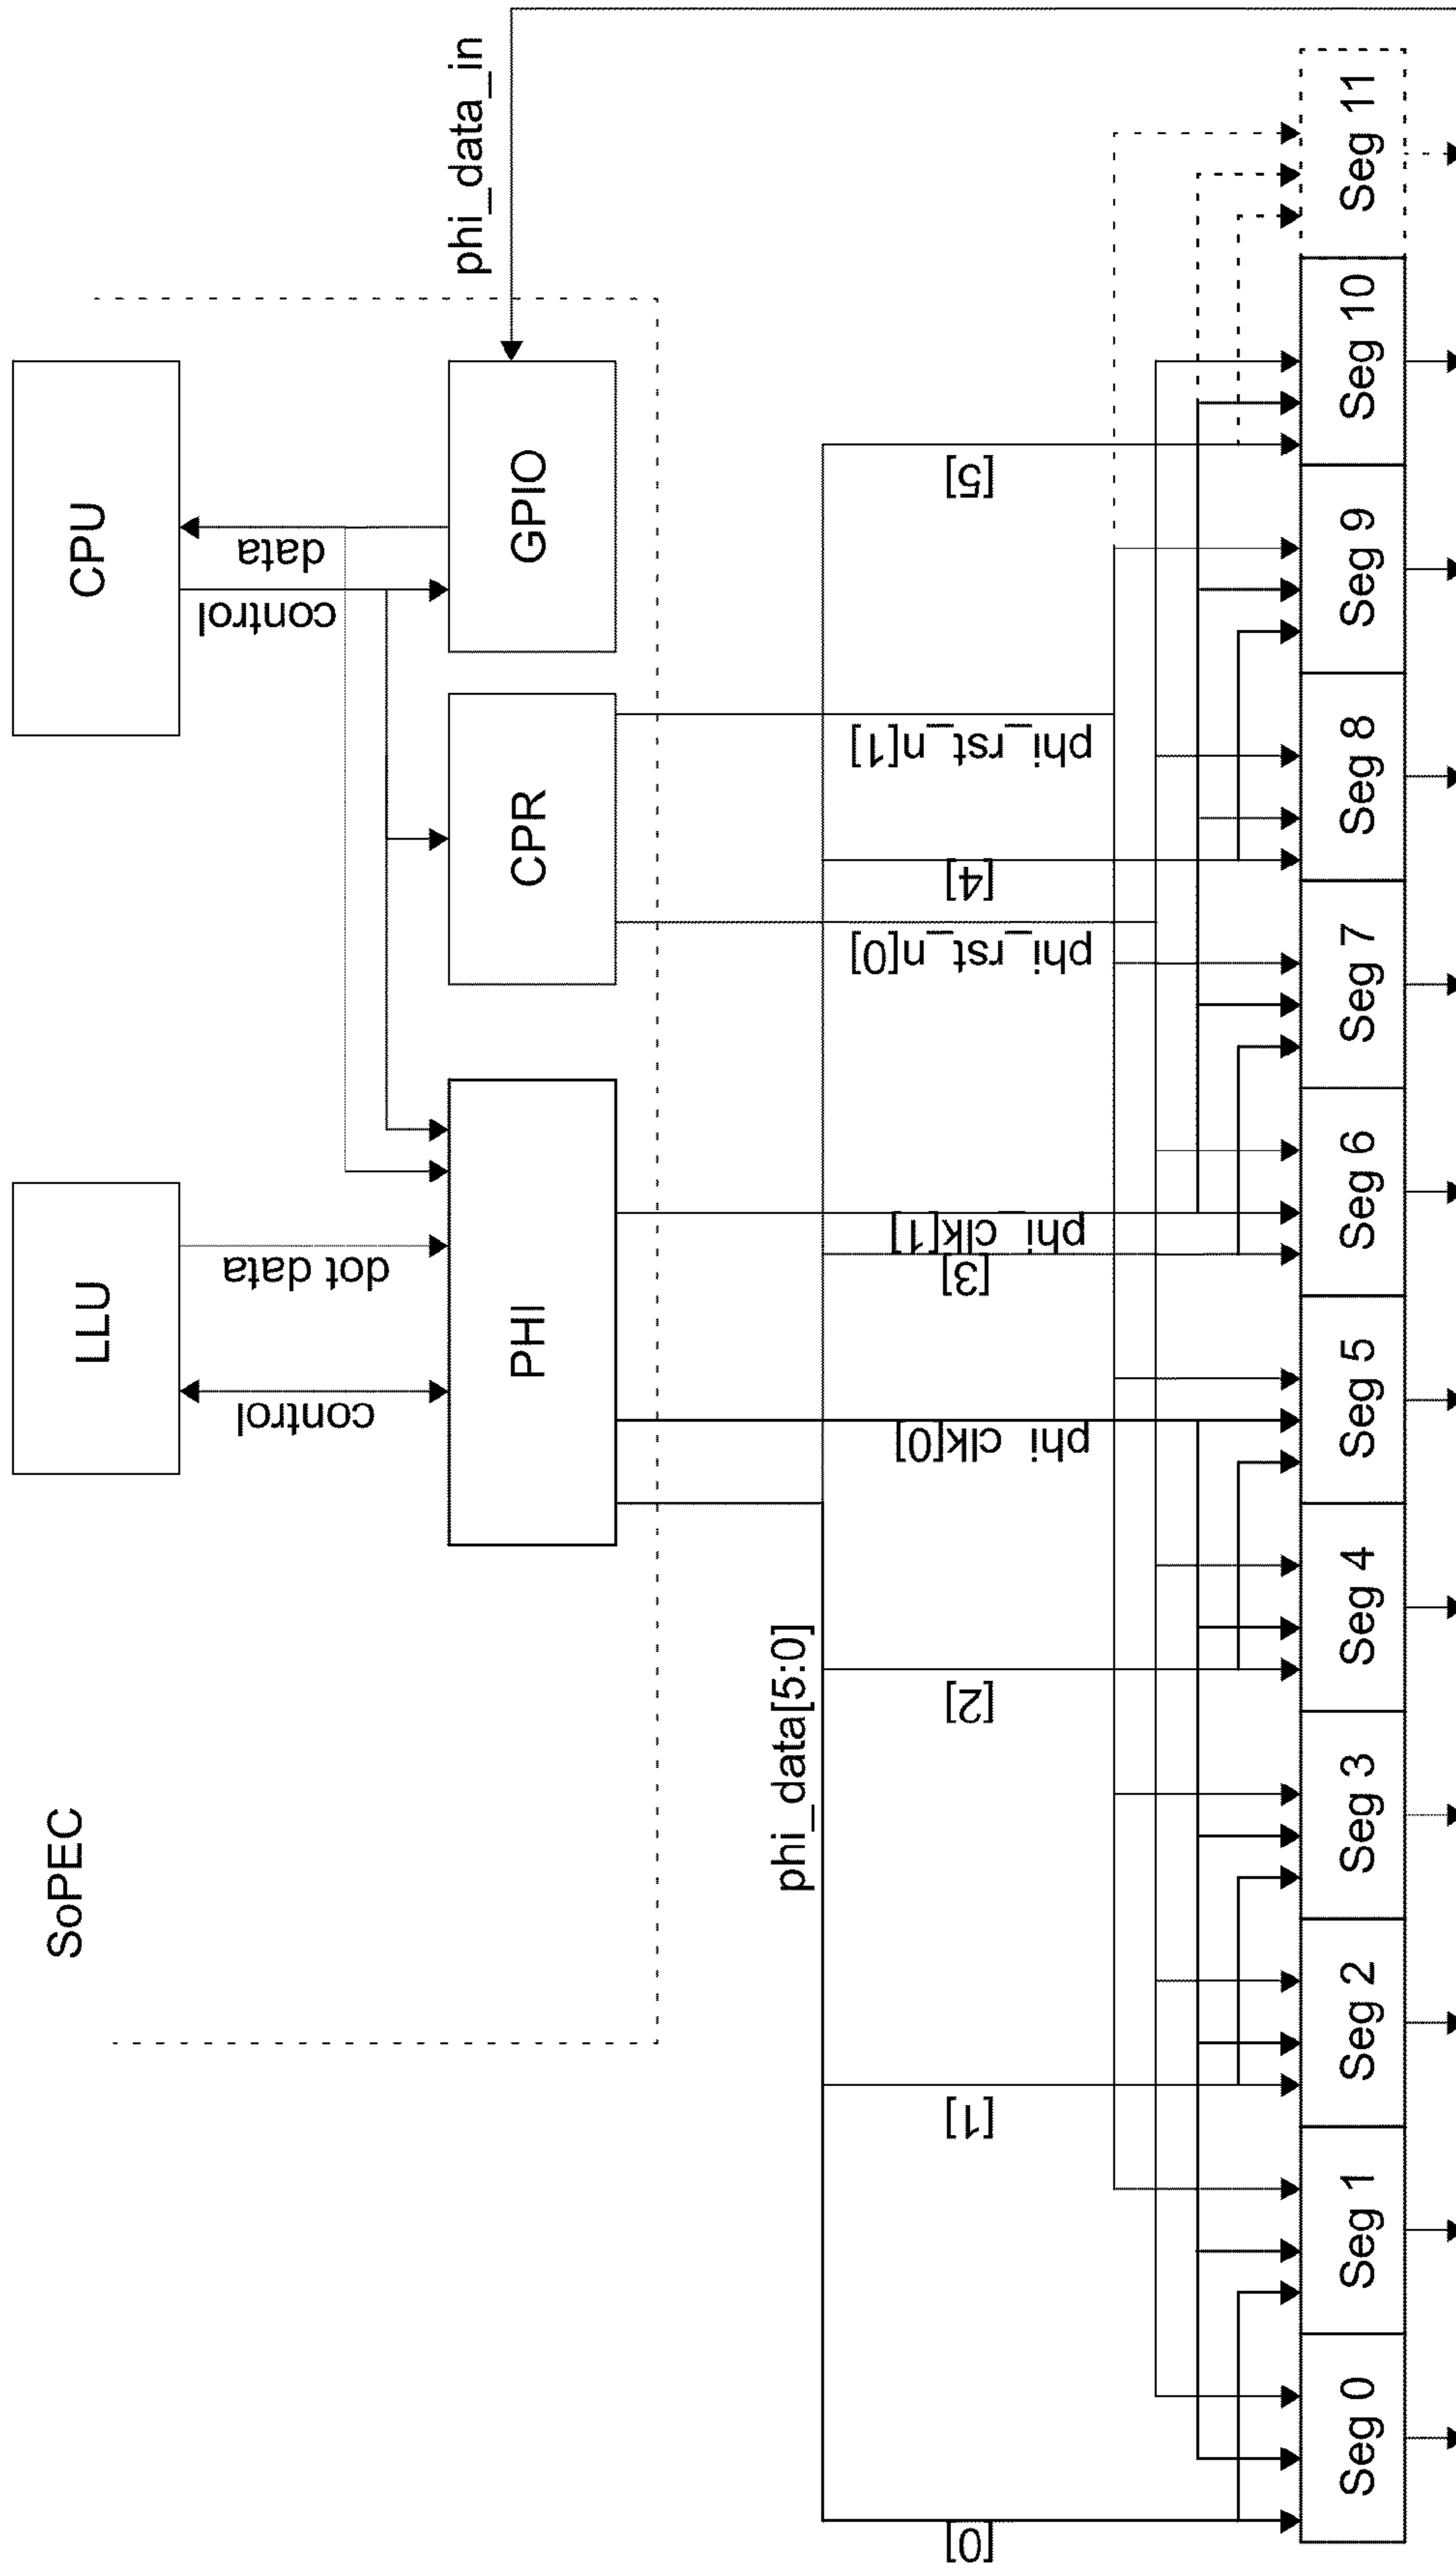 SoPEC
LLU
CPU
control
dot data
control
data
PHI
CPR
GPIO
phi_data_in
phi_data[5:0]
[0]
[1]
[2]
phi_clk[0]
[3]
phi_clk[1]
phi_rst_n[0]
[4]
phi_rst_n[1]
[5]
Seg 0
Seg 1
Seg 2
Seg 3
Seg 4
Seg 5
Seg 6
Seg 7
Seg 8
Seg 9
Seg 10
Seg 11